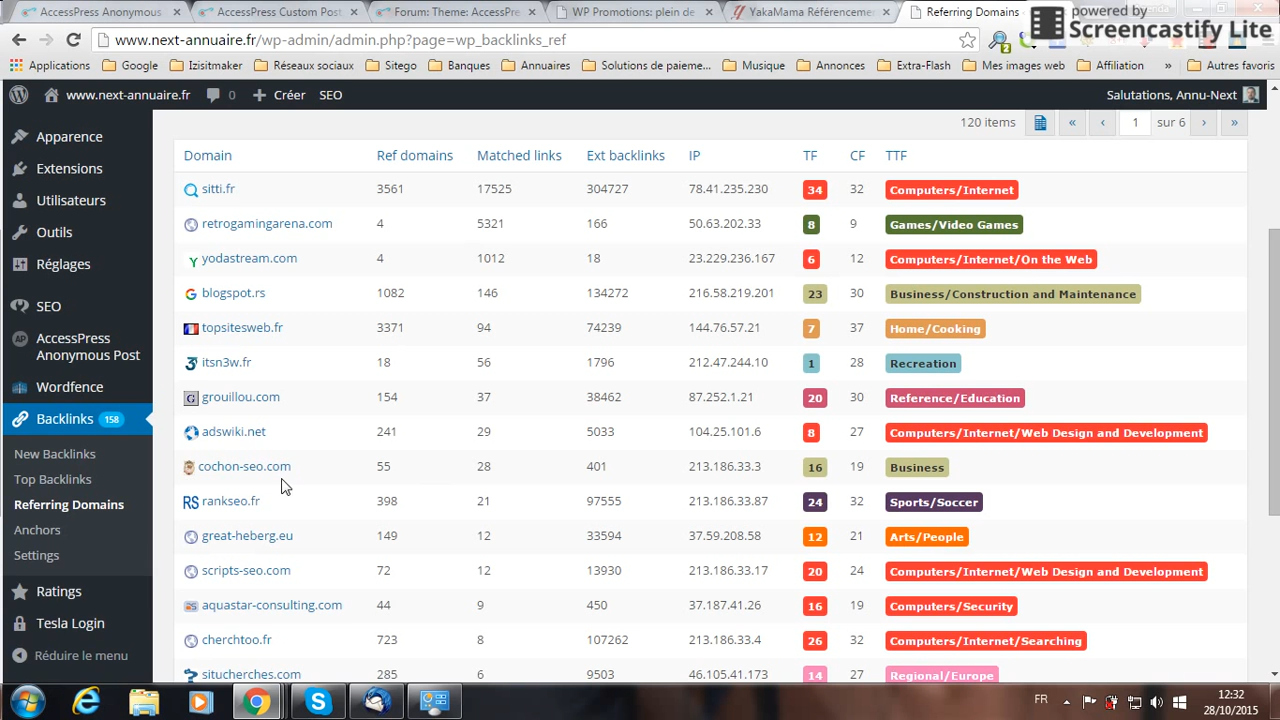 AccessPress Anonymous
AccessPress Custom Post
Forum: Theme: AccessPre
WP Promotions: plein de
YakaMama Référencemen
Referring Domains
powered by
Screencastify Lite
www.next-annuaire.fr/wp-admin/admin.php?page=wp_backlinks_ref
2
Applications
Google
Izisitmaker
Réseaux sociaux
Sitego
Banques
Annuaires
Solutions de paieme...
Musique
Annonces
Extra-Flash
Mes images web
Affiliation
»
Autres favoris
www.next-annuaire.fr
0
Créer
SEO
Salutations, Annu-Next
Apparence
Extensions
Utilisateurs
Outils
Réglages
SEO
AccessPress
Anonymous Post
Wordfence
Backlinks 158
New Backlinks
Top Backlinks
Referring Domains
Anchors
Settings
Ratings
Tesla Login
Réduire le menu
120 items « ‹ 1 sur 6 › »
Domain Ref domains Matched links Ext backlinks IP TF CF TTF
sitti.fr 3561 17525 304727 78.41.235.230 34 32 Computers/Internet
retrogamingarena.com 4 5321 166 50.63.202.33 8 9 Games/Video Games
yodastream.com 4 1012 18 23.229.236.167 6 12 Computers/Internet/On the Web
blogspot.rs 1082 146 134272 216.58.219.201 23 30 Business/Construction and Maintenance
topsitesweb.fr 3371 94 74239 144.76.57.21 7 37 Home/Cooking
itsn3w.fr 18 56 1796 212.47.244.10 1 28 Recreation
grouillou.com 154 37 38462 87.252.1.21 20 30 Reference/Education
adswiki.net 241 29 5033 104.25.101.6 8 27 Computers/Internet/Web Design and Development
cochon-seo.com 55 28 401 213.186.33.3 16 19 Business
rankseo.fr 398 21 97555 213.186.33.87 24 32 Sports/Soccer
great-heberg.eu 149 12 33594 37.59.208.58 12 21 Arts/People
scripts-seo.com 72 12 13930 213.186.33.17 20 24 Computers/Internet/Web Design and Development
aquastar-consulting.com 44 9 450 37.187.41.26 16 19 Computers/Security
cherchtoo.fr 723 8 107262 213.186.33.4 26 32 Computers/Internet/Searching
situcherches.com 285 6 9503 46.105.41.173 14 27 Regional/Europe
FR
12:32
28/10/2015